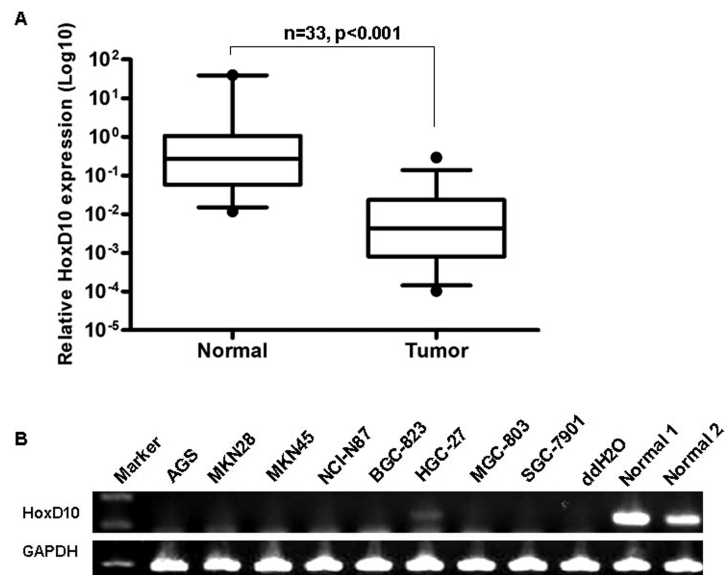 A
n=33, p<0.001
Relative HoxD10 expression (Log10)
10²
10¹
10⁰
10⁻¹
10⁻²
10⁻³
10⁻⁴
10⁻⁵
Normal Tumor
B
Marker AGS MKN28 MKN45 NCI-N87 BGC-823 HGC-27 MGC-803 SGC-7901 ddH2O Normal 1 Normal 2
HoxD10
GAPDH